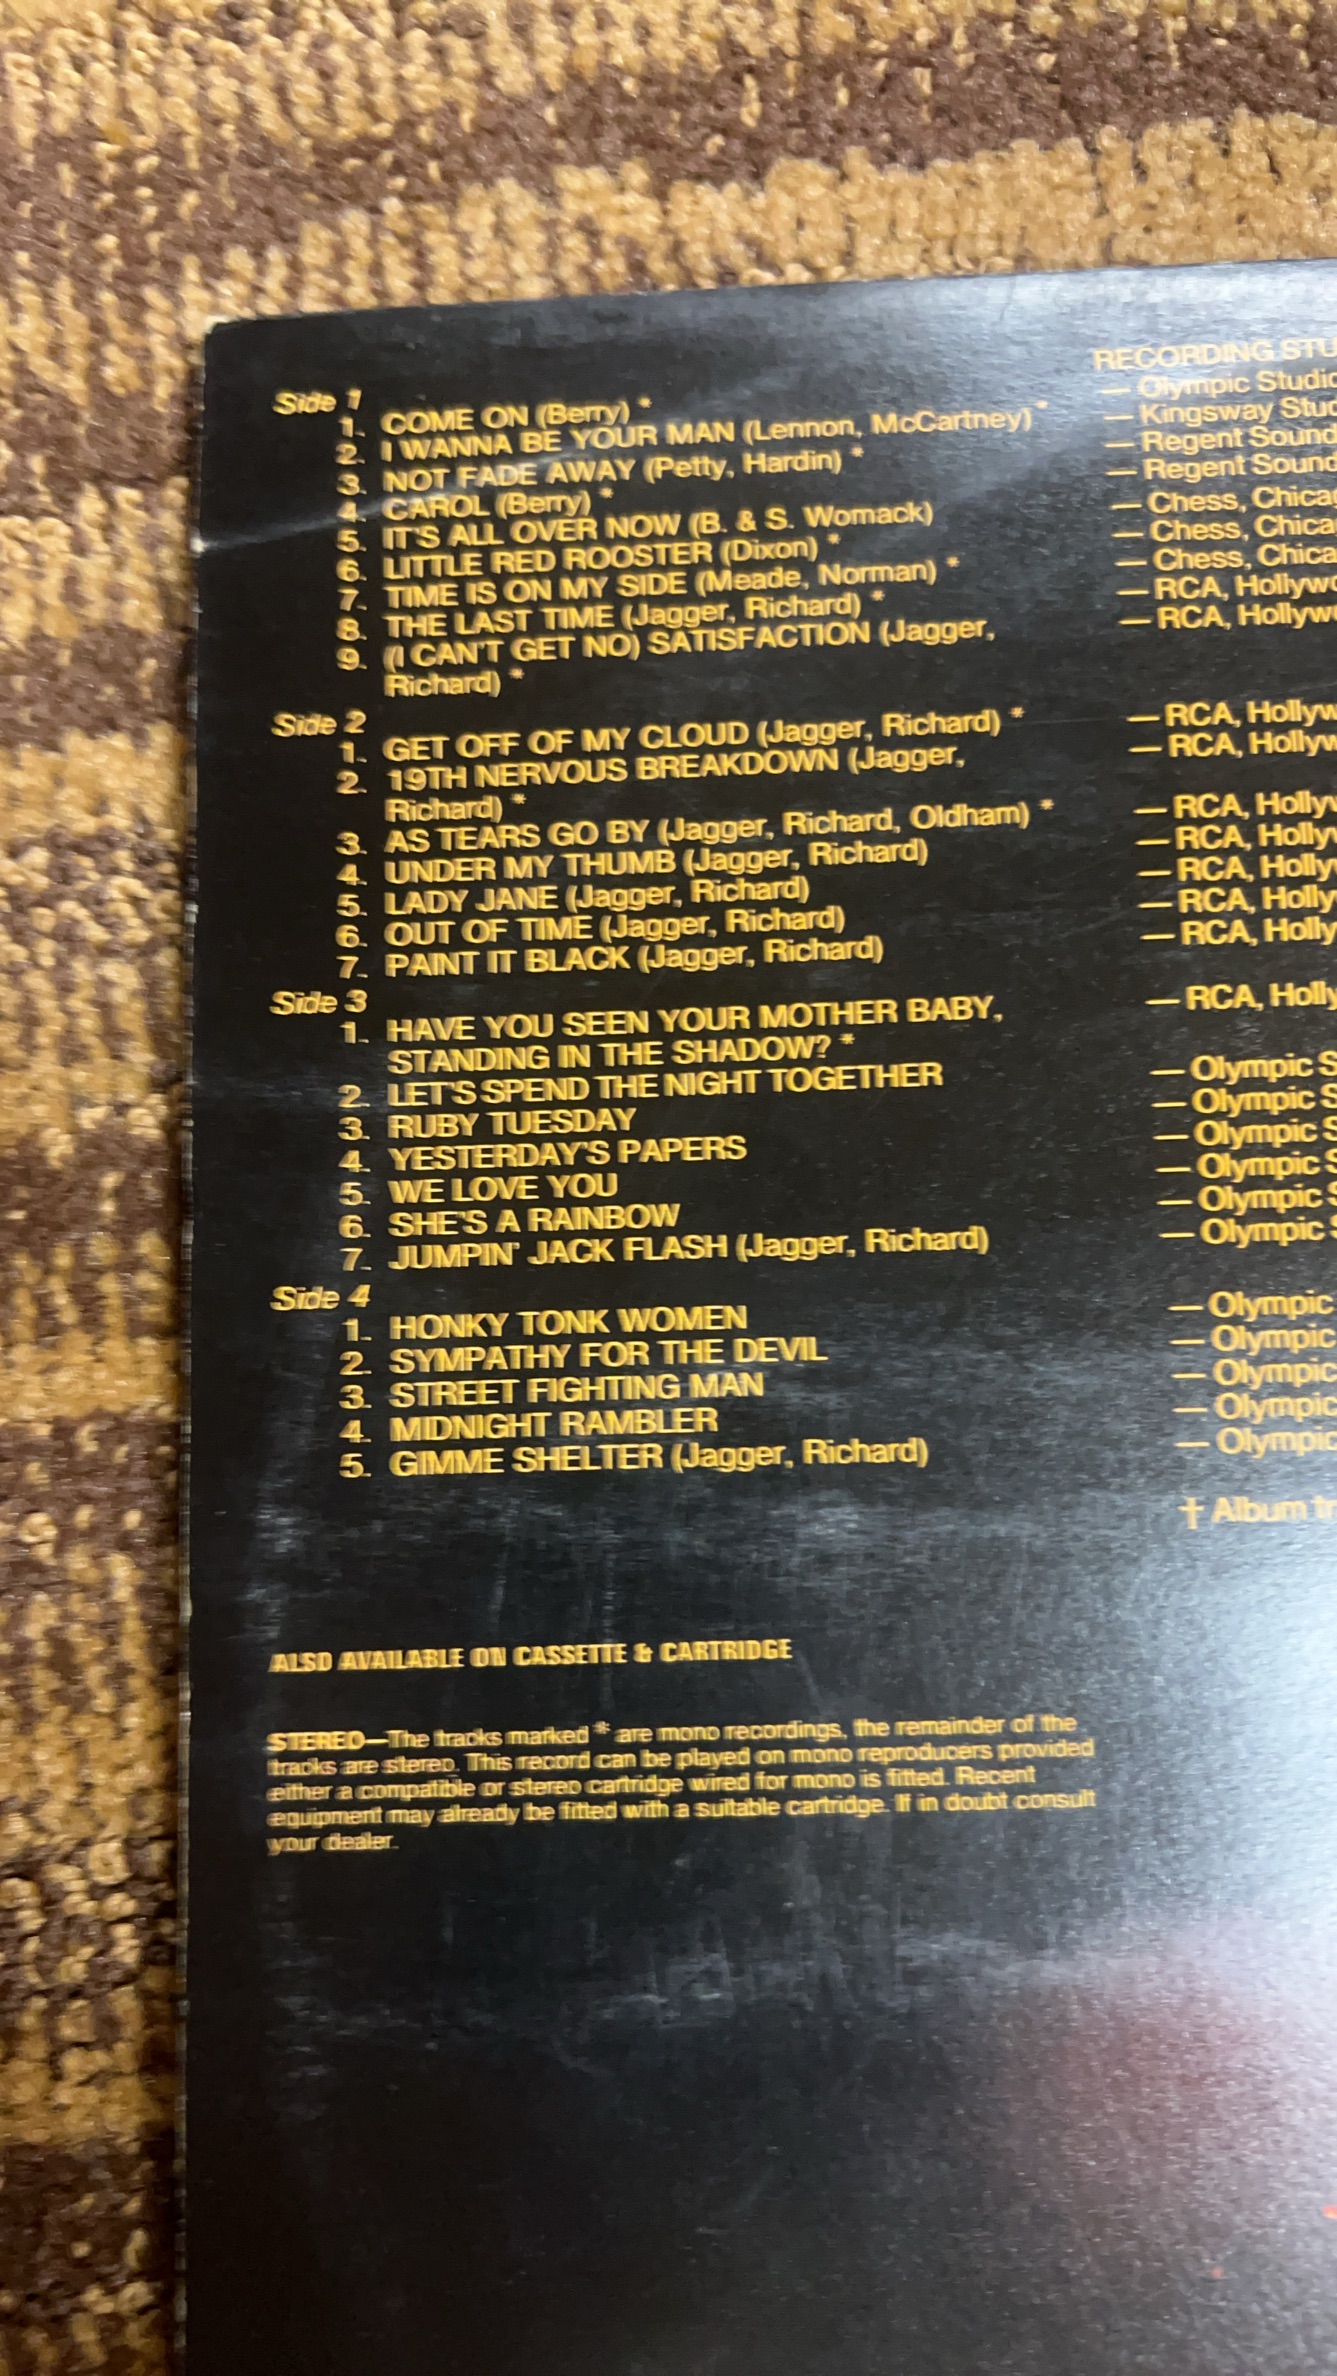 RECORDING STU
Side 1
1. COME ON (Berry) * — Olympic Studio
2. I WANNA BE YOUR MAN (Lennon, McCartney) * — Kingsway Stud
3. NOT FADE AWAY (Petty, Hardin) * — Regent Sound
4. CAROL (Berry) * — Regent Sound
5. IT'S ALL OVER NOW (B. & S. Womack) — Chess, Chica
6. LITTLE RED ROOSTER (Dixon) * — Chess, Chica
7. TIME IS ON MY SIDE (Meade, Norman) * — Chess, Chica
8. THE LAST TIME (Jagger, Richard) * — RCA, Hollyw
9. (I CAN'T GET NO) SATISFACTION (Jagger, — RCA, Hollyw
Richard) *
Side 2
1. GET OFF OF MY CLOUD (Jagger, Richard) * — RCA, Hollyw
2. 19TH NERVOUS BREAKDOWN (Jagger, — RCA, Hollyw
Richard) *
3. AS TEARS GO BY (Jagger, Richard, Oldham) * — RCA, Holly
4. UNDER MY THUMB (Jagger, Richard) — RCA, Holly
5. LADY JANE (Jagger, Richard) — RCA, Holly
6. OUT OF TIME (Jagger, Richard) — RCA, Holly
7. PAINT IT BLACK (Jagger, Richard) — RCA, Holly
Side 3
1. HAVE YOU SEEN YOUR MOTHER BABY, — RCA, Holly
STANDING IN THE SHADOW? *
2. LET'S SPEND THE NIGHT TOGETHER — Olympic S
3. RUBY TUESDAY — Olympic S
4. YESTERDAY'S PAPERS — Olympic S
5. WE LOVE YOU — Olympic S
6. SHE'S A RAINBOW — Olympic S
7. JUMPIN' JACK FLASH (Jagger, Richard) — Olympic S
Side 4
1. HONKY TONK WOMEN — Olympic
2. SYMPATHY FOR THE DEVIL — Olympic
3. STREET FIGHTING MAN — Olympic
4. MIDNIGHT RAMBLER — Olympic
5. GIMME SHELTER (Jagger, Richard) — Olympic
† Album tr
ALSO AVAILABLE ON CASSETTE & CARTRIDGE
STEREO—The tracks marked * are mono recordings, the remainder of the
tracks are stereo. This record can be played on mono reproducers provided
either a compatible or stereo cartridge wired for mono is fitted. Recent
equipment may already be fitted with a suitable cartridge. If in doubt consult
your dealer.